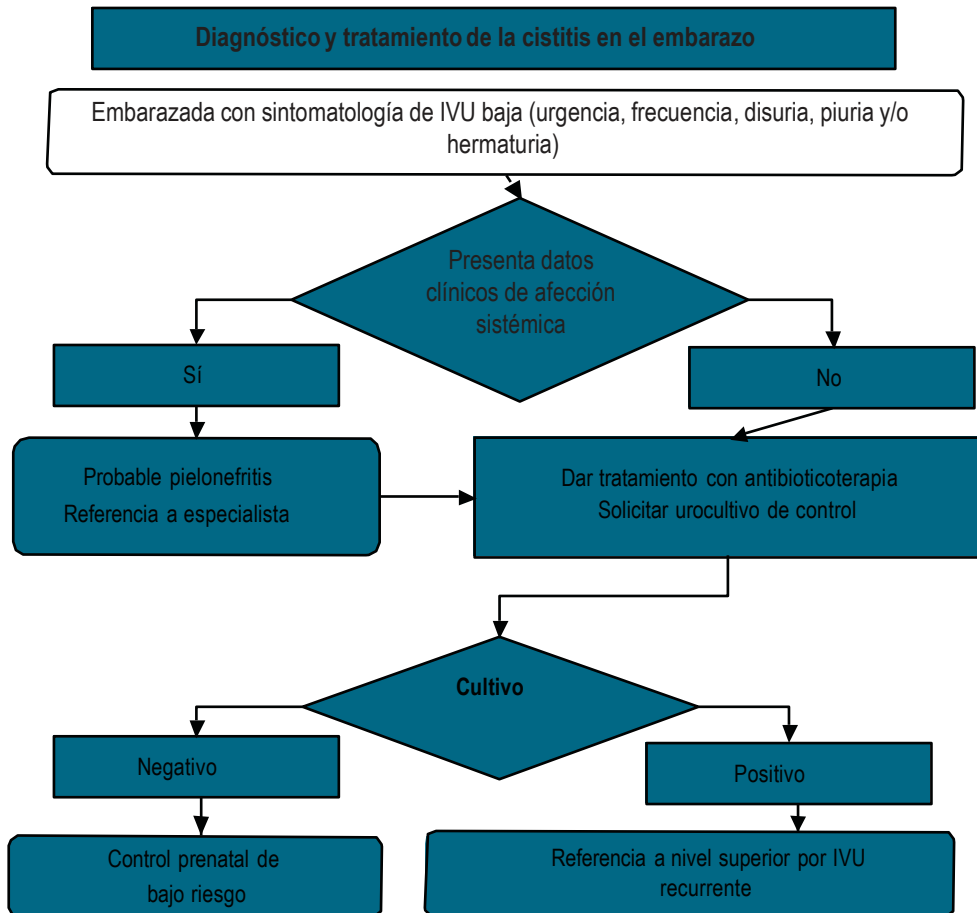 Diagnóstico y tratamiento de la cistitis en el embarazo
Embarazada con sintomatología de IVU baja (urgencia, frecuencia, disuria, piuria y/o
hermaturia)
Presenta datos
clínicos de afección
sistémica
Sí
No
Probable pielonefritis
Referencia a especialista
Dar tratamiento con antibioticoterapia
Solicitar urocultivo de control
Cultivo
Negativo
Positivo
Control prenatal de
bajo riesgo
Referencia a nivel superior por IVU
recurrente